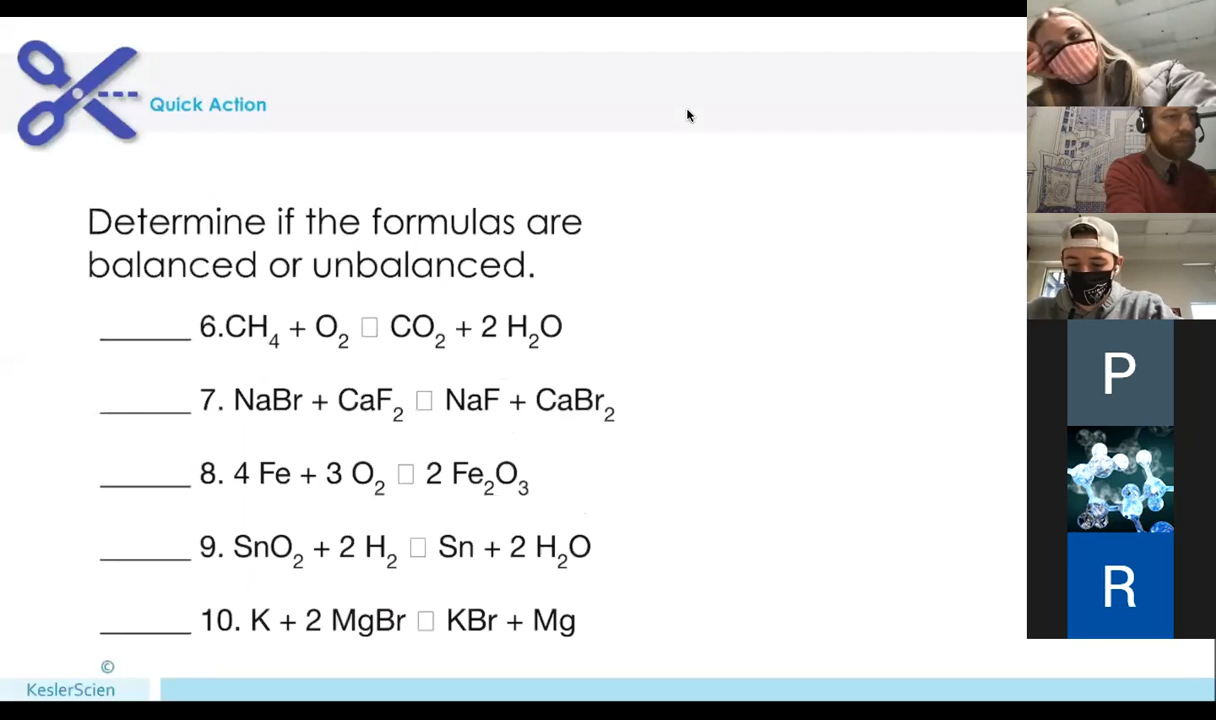 Quick Action
Determine if the formulas are
balanced or unbalanced.
______ 6.CH₄ + O₂ □ CO₂ + 2 H₂O
______ 7. NaBr + CaF₂ □ NaF + CaBr₂
______ 8. 4 Fe + 3 O₂ □ 2 Fe₂O₃
______ 9. SnO₂ + 2 H₂ □ Sn + 2 H₂O
______ 10. K + 2 MgBr □ KBr + Mg
©
KeslerScien
P
R